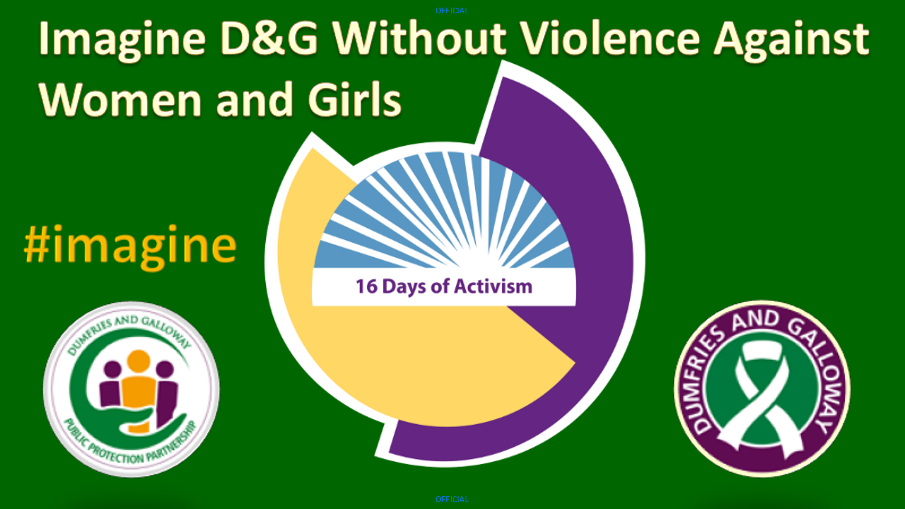 OFFICIAL
Imagine D&G Without Violence Against
Women and Girls
#imagine
16 Days of Activism
DUMFRIES AND GALLOWAY
PUBLIC PROTECTION PARTNERSHIP
DUMFRIES AND GALLOWAY
OFFICIAL